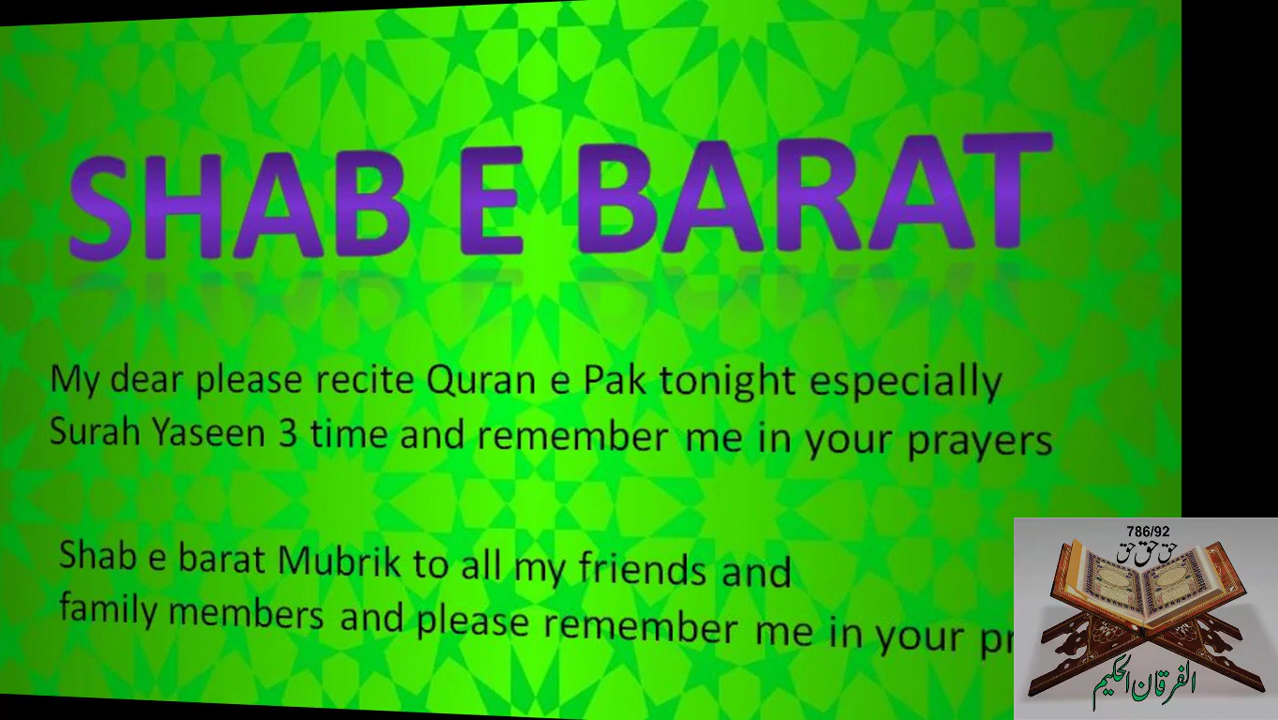 SHAB E BARAT
My dear please recite Quran e Pak tonight especially
Surah Yaseen 3 time and remember me in your prayers
Shab e barat Mubrik to all my friends and
family members and please remember me in your pr
786/92
حق حق حق
الفرقان الحکیم